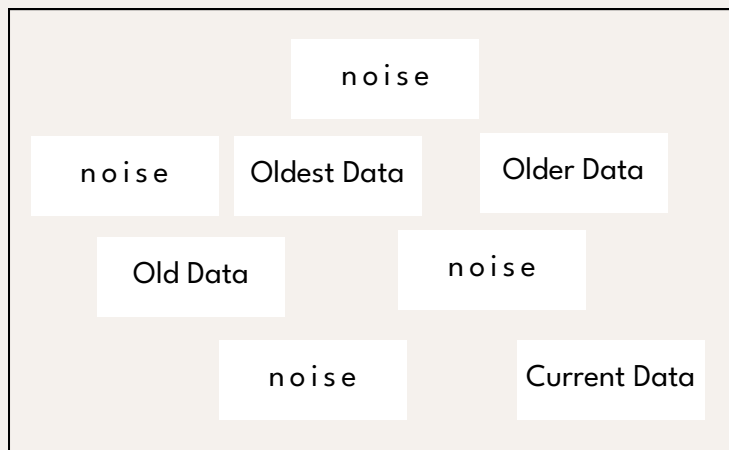 noise
noise
Oldest Data
Older Data
Old Data
noise
noise
Current Data